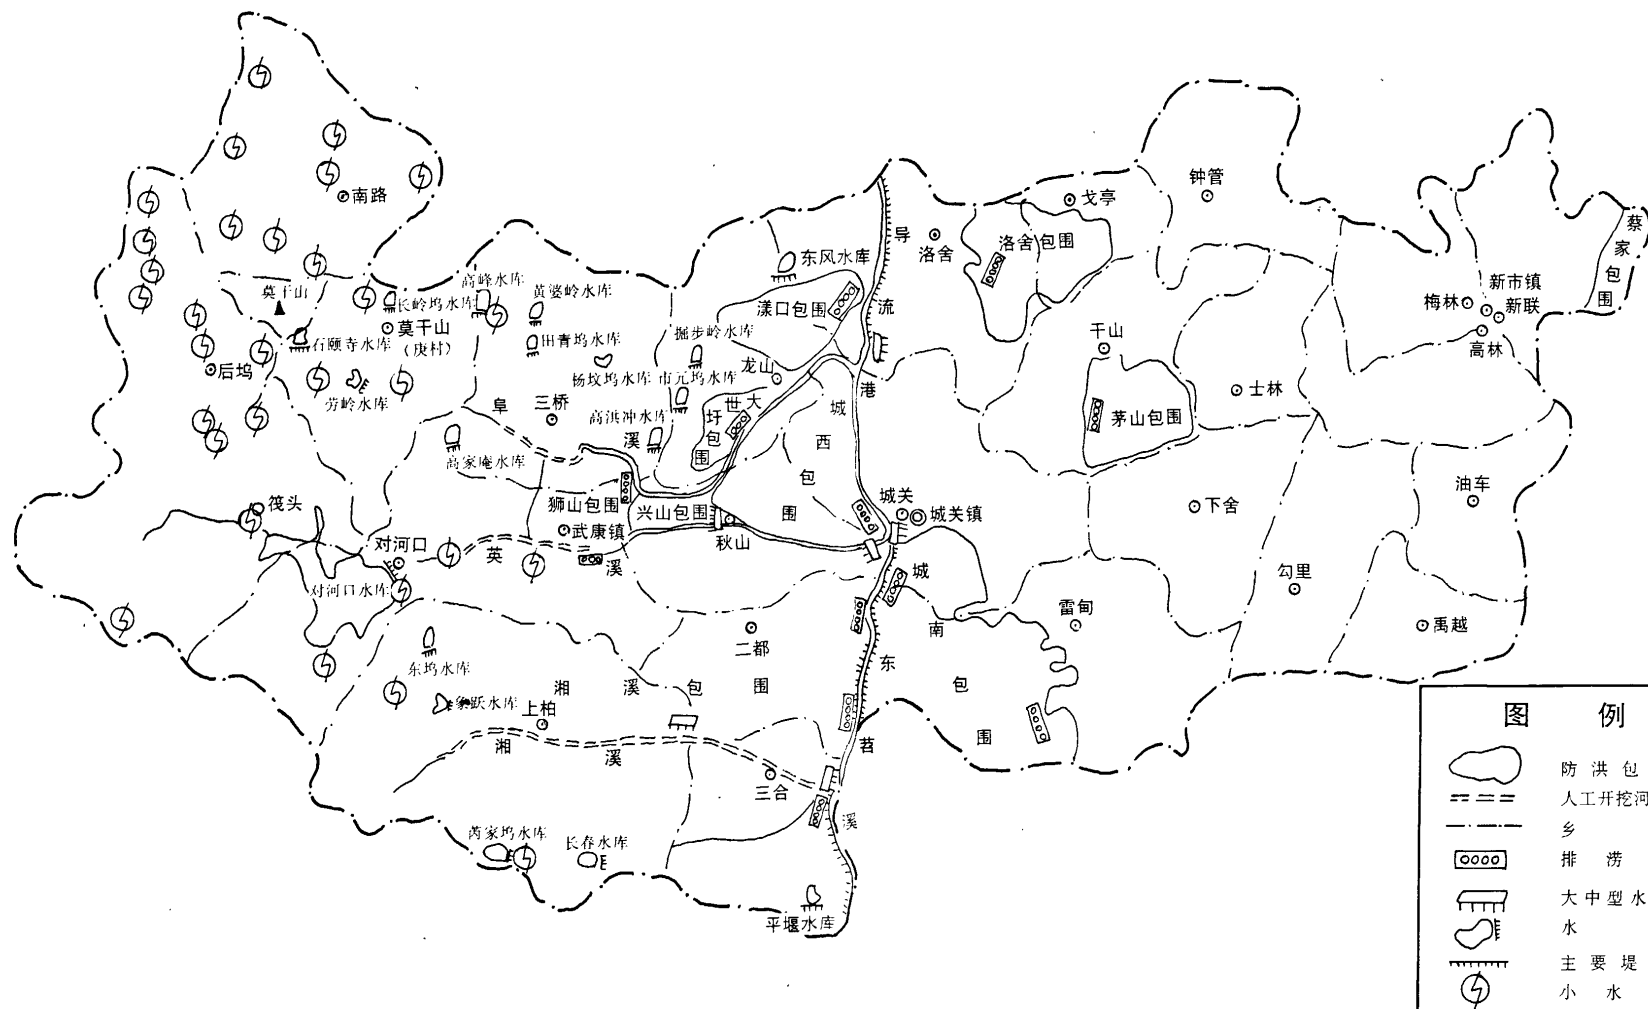 南路
钟管
戈亭
洛舍
洛舍包围
蔡家包围
导流港
东风水库
漾口包围
新市镇
梅林
新联
高林
莫干山
高峰水库
长岭坞水库
黄婆岭水库
莫干山
(庾村)
石颐寺水库
田青坞水库
掘步岭水库
干山
后坞
劳岭水库
杨坟坞水库
市元坞水库
龙山
士林
三桥
阜溪
高洪冲水库
大世圩包围
城西包围
茅山包围
高家庵水库
油车
筏头
狮山包围
兴山包围
城关
城关镇
下舍
武康镇
秋山
对河口
英溪
对河口水库
勾里
雷甸
城南包围
禹越
二都
东坞水库
湘溪包围
象跃水库
上柏
湘溪
东苕溪
三合
芮家坞水库
长春水库
平堰水库
图 例
防洪包
人工开挖河
乡
排涝
大中型水
水
主要堤
小水